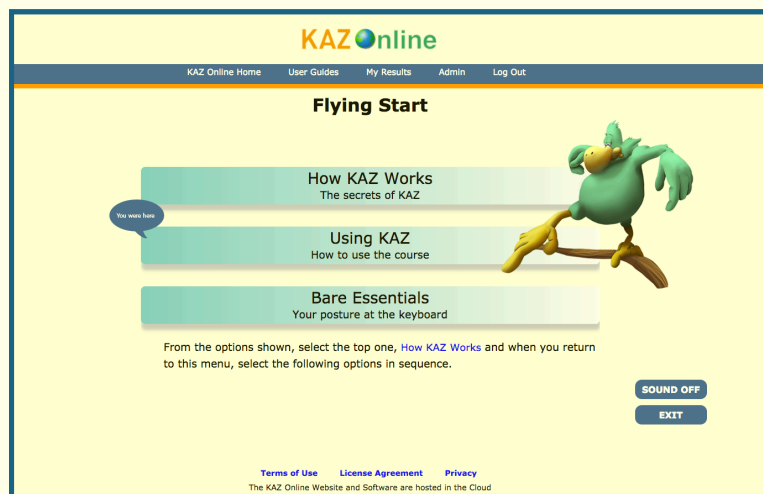 KAZ Online
KAZ Online Home User Guides My Results Admin Log Out
Flying Start
How KAZ Works
The secrets of KAZ
You were here
Using KAZ
How to use the course
Bare Essentials
Your posture at the keyboard
From the options shown, select the top one, How KAZ Works and when you return
to this menu, select the following options in sequence.
SOUND OFF
EXIT
Terms of Use License Agreement Privacy
The KAZ Online Website and Software are hosted in the Cloud